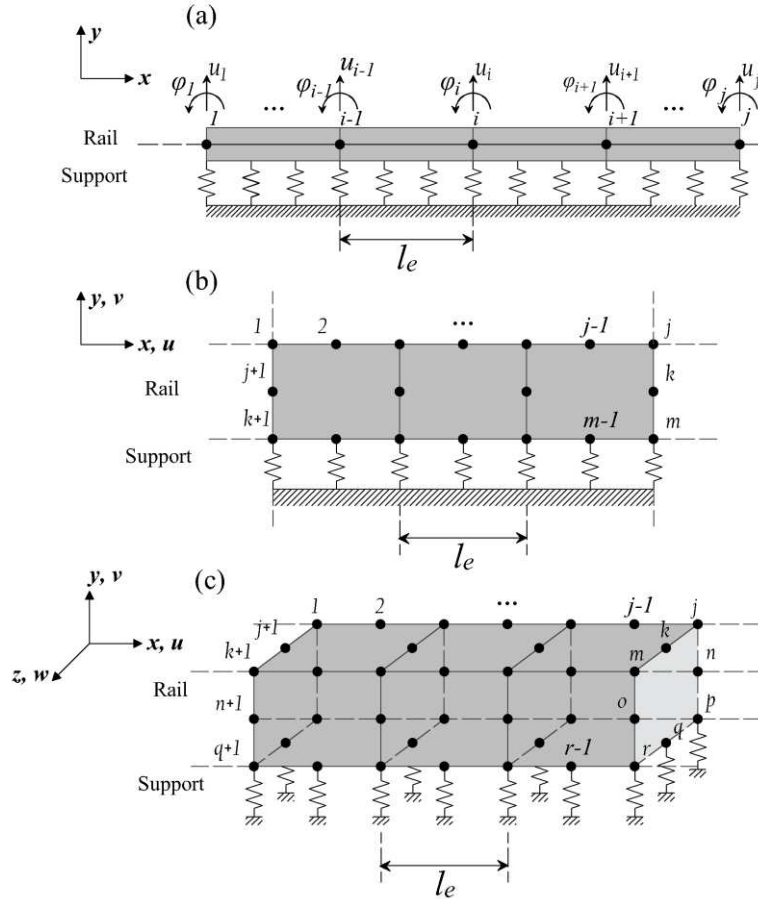 (a)
y
x
φ1 u1 ... φi-1 ui-1 φi ui φi+1 ui+1 ... φj uj
1 i-1 i i+1 j
Rail
Support
le
(b)
y, v
x, u
1 2 ... j-1 j
Rail
j+1 k
k+1 m-1 m
Support
le
(c)
y, v
x, u
z, w
1 2 ... j-1 j
j+1 k
k+1 m n
Rail
n+1 o p
q+1 r-1 r q
Support
le